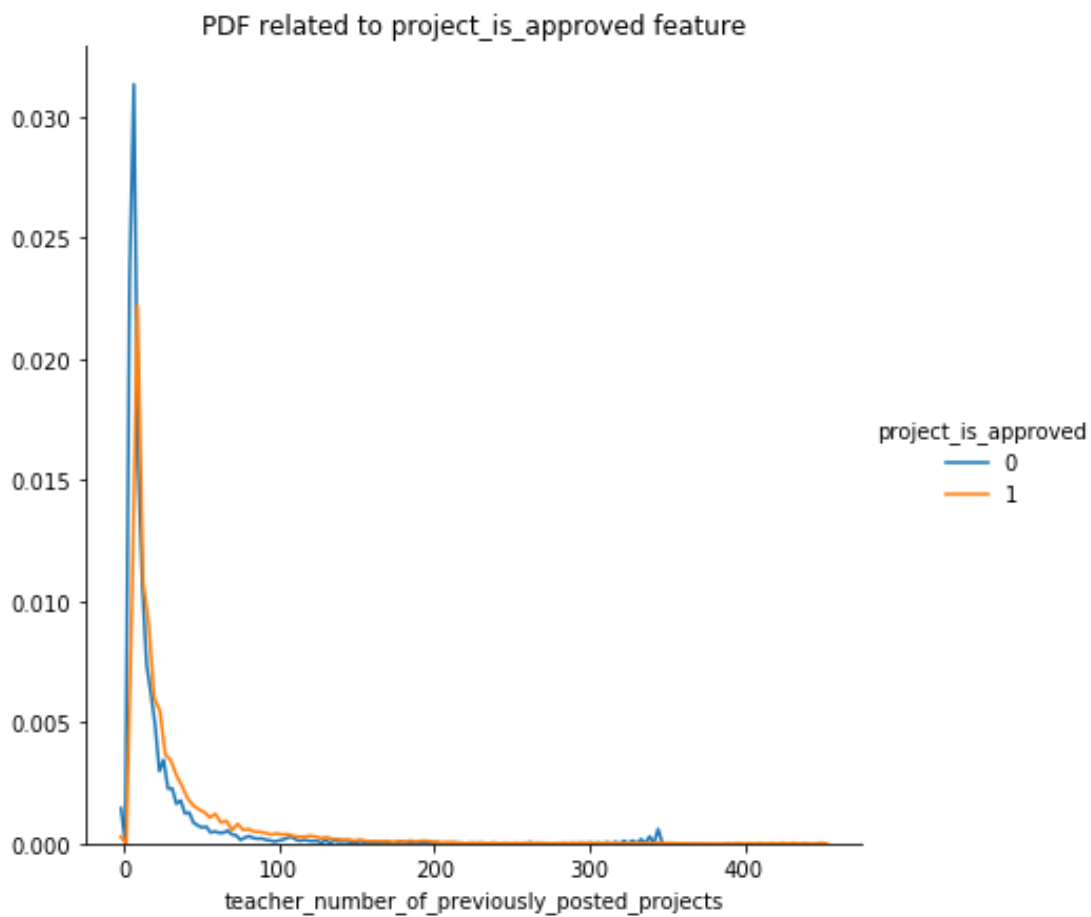 PDF related to project_is_approved feature
0.030
0.025
0.020
0.015
0.010
0.005
0.000
0 100 200 300 400
teacher_number_of_previously_posted_projects
project_is_approved
0
1